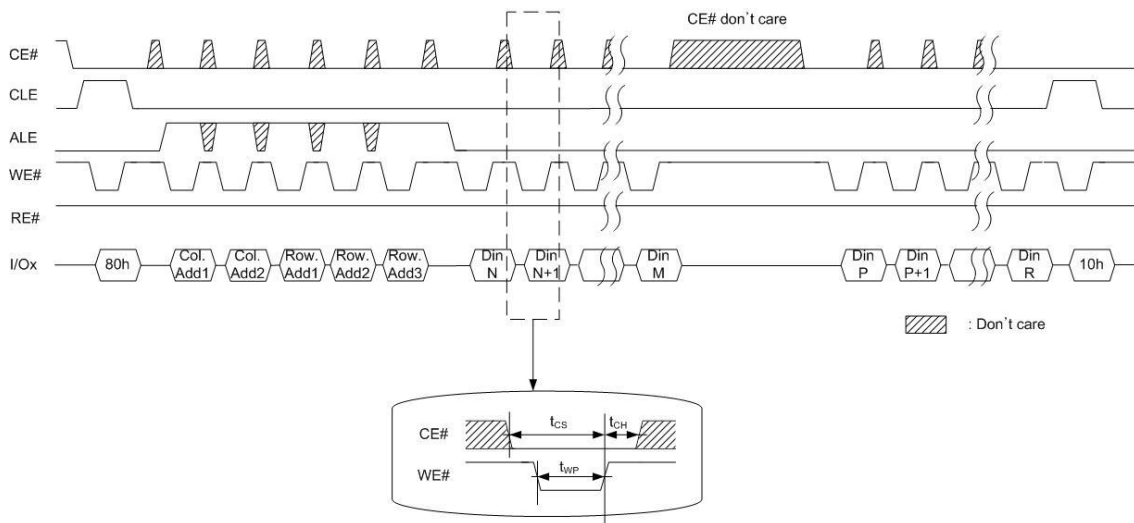 CE# don't care
CE#
CLE
ALE
WE#
RE#
I/Ox
80h
Col. Add1
Col. Add2
Row. Add1
Row. Add2
Row. Add3
Din N
Din N+1
Din M
Din P
Din P+1
Din R
10h
: Don't care
CE#
tCS
tCH
WE#
tWP